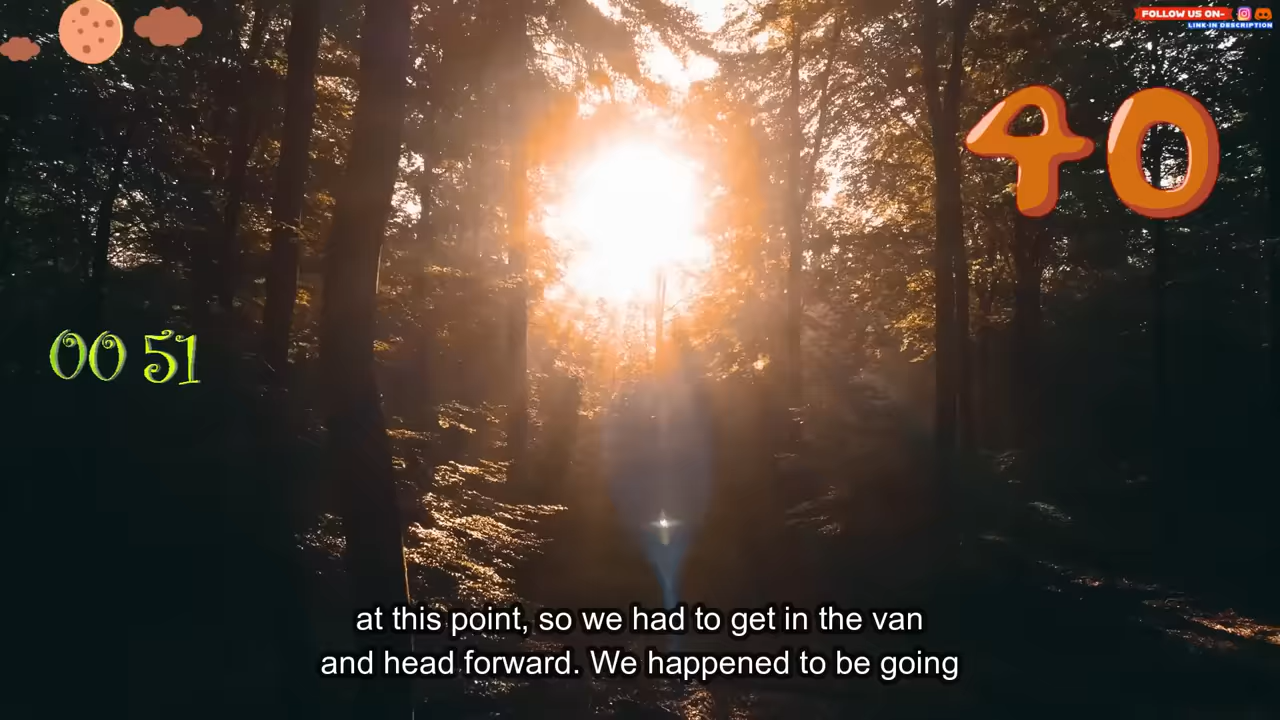 FOLLOW US ON-
LINK-IN DESCRIPTION
40
00 51
at this point, so we had to get in the van
and head forward. We happened to be going